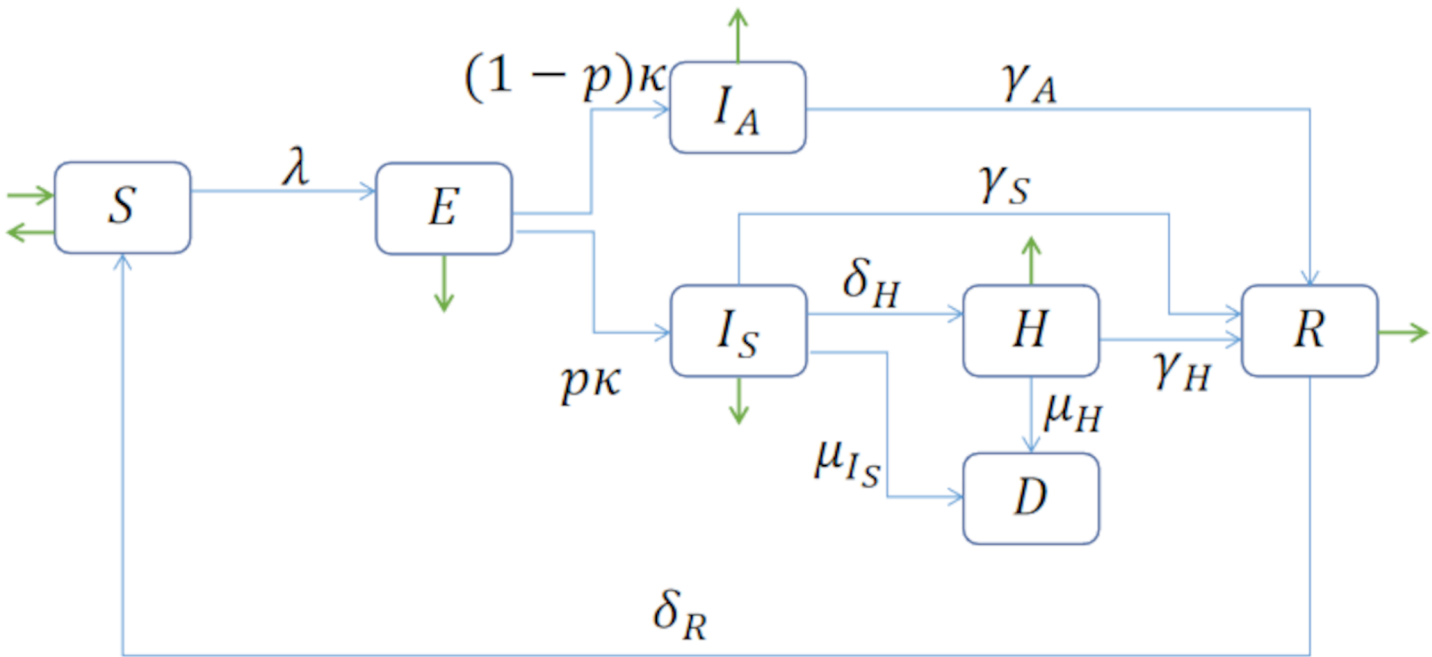 (1 − p)κ
I_A
γ_A
S
λ
E
γ_S
pκ
I_S
δ_H
H
γ_H
R
μ_{I_S}
μ_H
D
δ_R